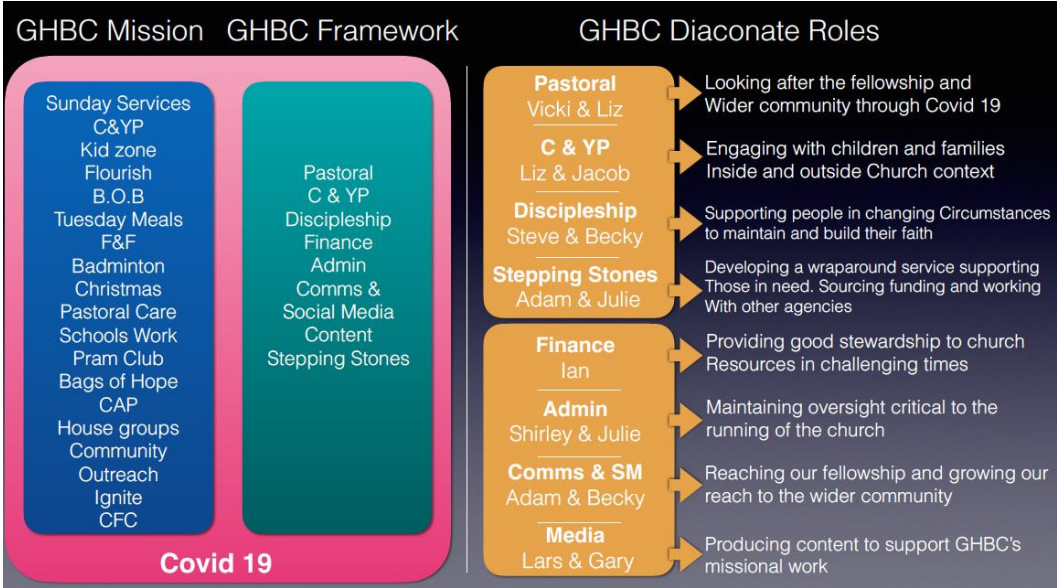 GHBC Mission
Sunday Services
C&YP
Kid zone
Flourish
B.O.B
Tuesday Meals
F&F
Badminton
Christmas
Pastoral Care
Schools Work
Pram Club
Bags of Hope
CAP
House groups
Community
Outreach
Ignite
CFC
GHBC Framework
Pastoral
C & YP
Discipleship
Finance
Admin
Comms &
Social Media
Content
Stepping Stones
Covid 19
GHBC Diaconate Roles
Pastoral
Vicki & Liz
Looking after the fellowship and
Wider community through Covid 19
C & YP
Liz & Jacob
Engaging with children and families
Inside and outside Church context
Discipleship
Steve & Becky
Supporting people in changing Circumstances
to maintain and build their faith
Stepping Stones
Adam & Julie
Developing a wraparound service supporting
Those in need. Sourcing funding and working
With other agencies
Finance
Ian
Providing good stewardship to church
Resources in challenging times
Admin
Shirley & Julie
Maintaining oversight critical to the
running of the church
Comms & SM
Adam & Becky
Reaching our fellowship and growing our
reach to the wider community
Media
Lars & Gary
Producing content to support GHBC's
missional work